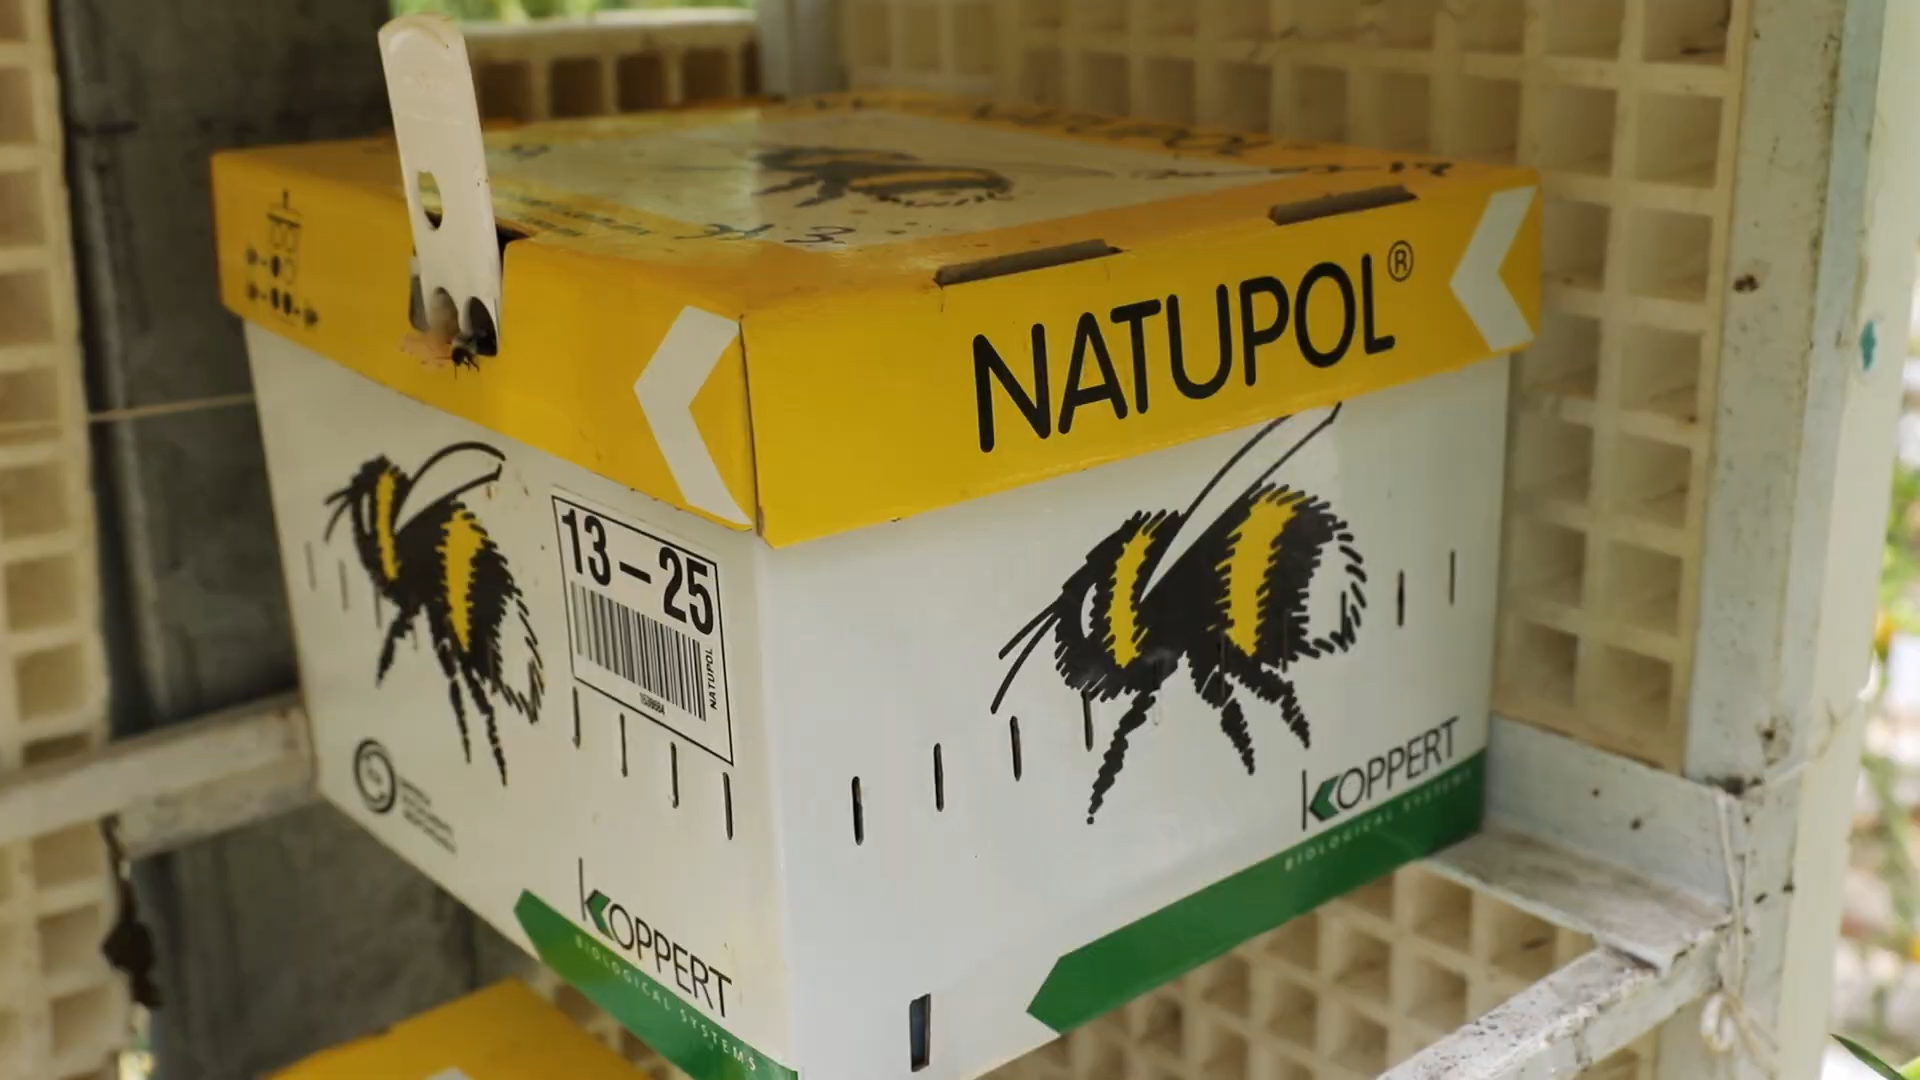 NATUPOL®
13-25
NATUPOL
KOPPERT
BIOLOGICAL SYSTEMS
KOPPERT
BIOLOGICAL SYSTEMS